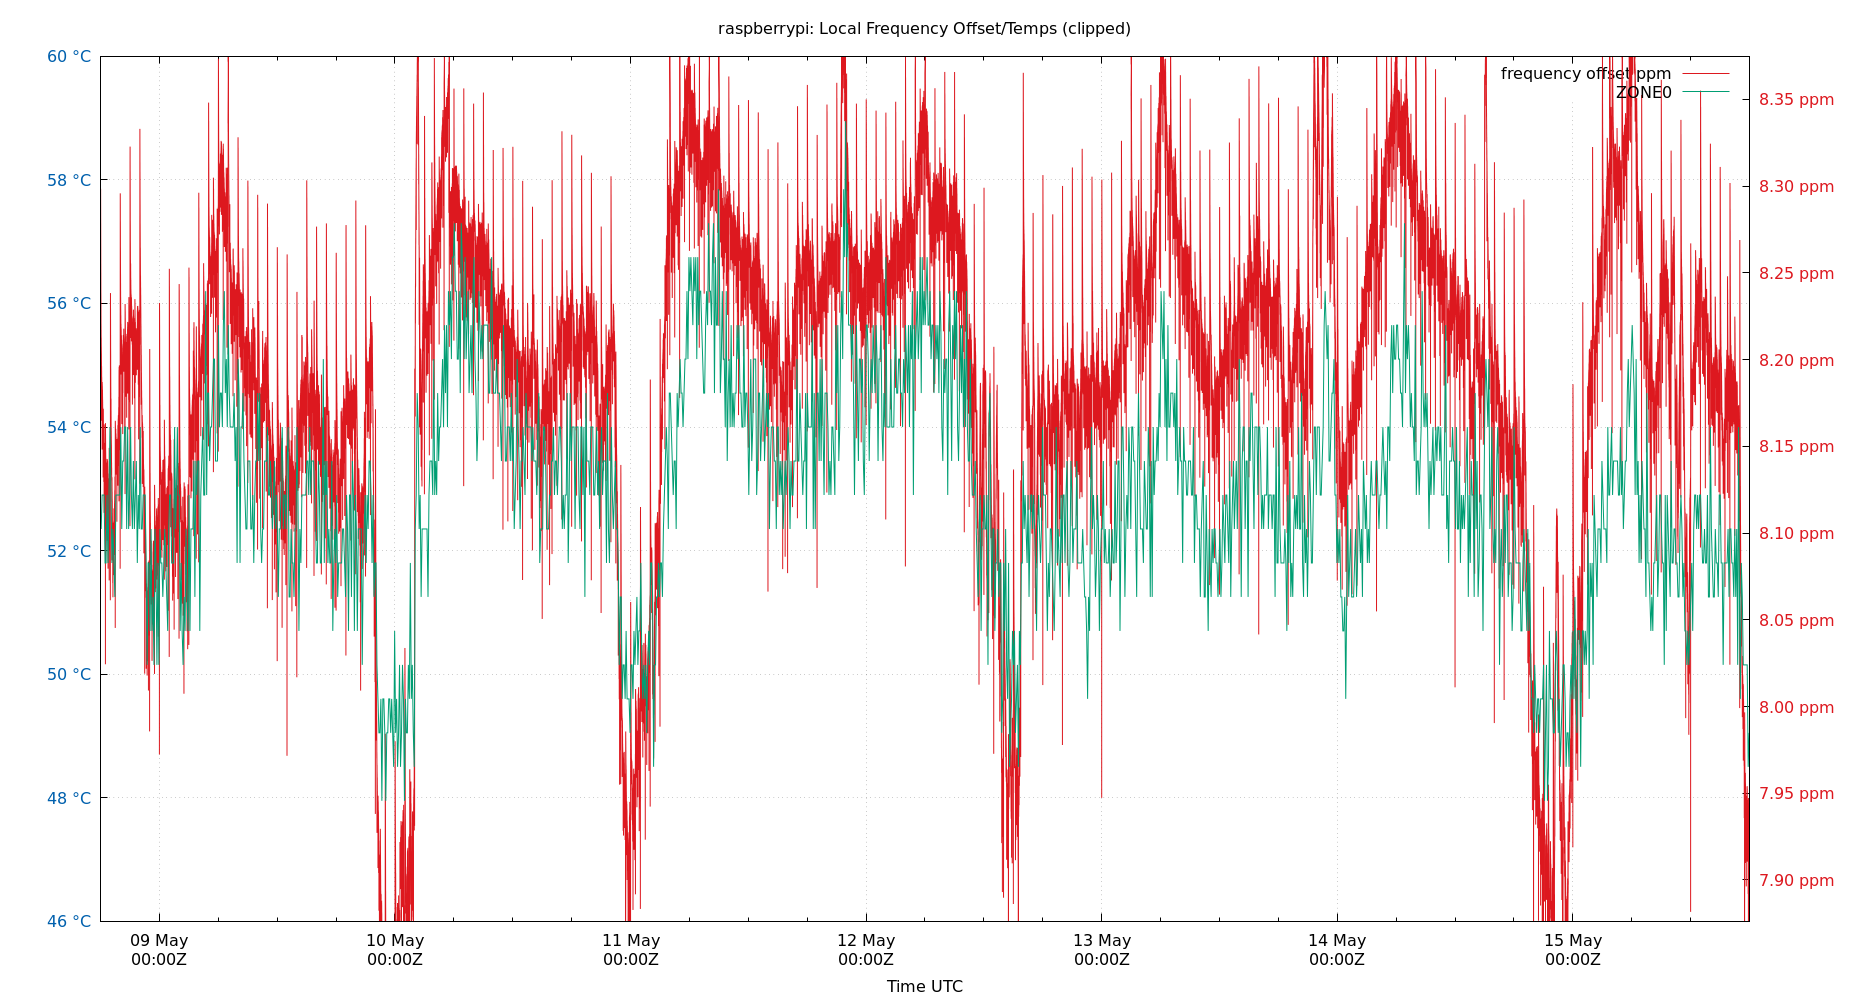 raspberrypi: Local Frequency Offset/Temps (clipped)
60 °C
58 °C
56 °C
54 °C
52 °C
50 °C
48 °C
46 °C
frequency offset ppm
ZONE0
8.35 ppm
8.30 ppm
8.25 ppm
8.20 ppm
8.15 ppm
8.10 ppm
8.05 ppm
8.00 ppm
7.95 ppm
7.90 ppm
09 May
00:00Z
10 May
00:00Z
11 May
00:00Z
12 May
00:00Z
13 May
00:00Z
14 May
00:00Z
15 May
00:00Z
Time UTC